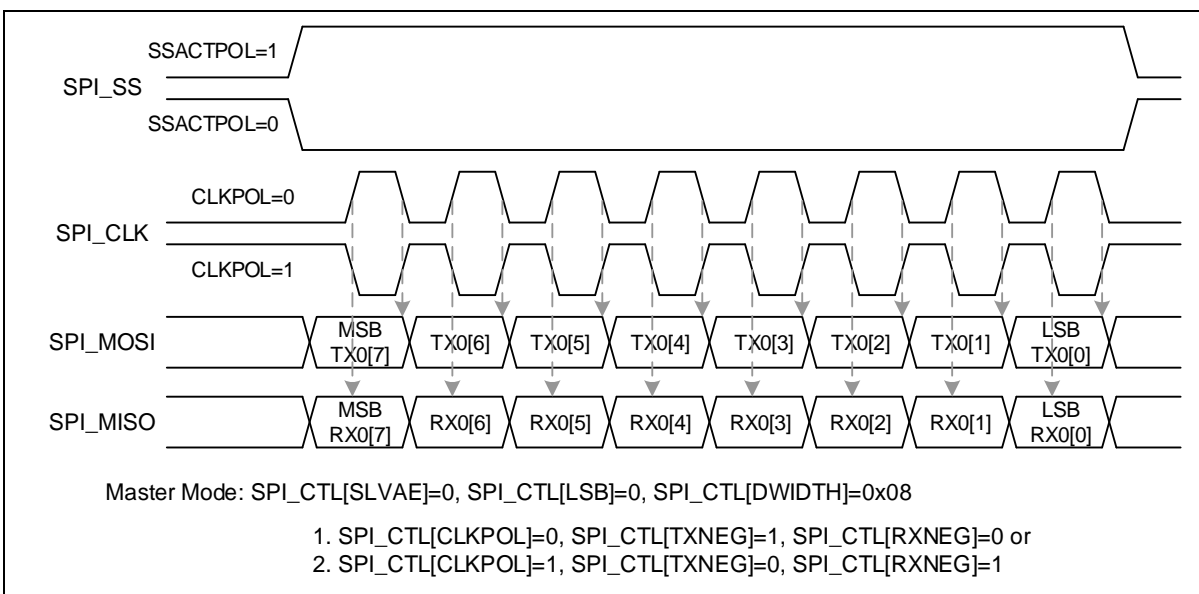 SSACTPOL=1
SPI_SS
SSACTPOL=0
CLKPOL=0
SPI_CLK
CLKPOL=1
SPI_MOSI
MSB
TX0[7]
TX0[6]
TX0[5]
TX0[4]
TX0[3]
TX0[2]
TX0[1]
LSB
TX0[0]
SPI_MISO
MSB
RX0[7]
RX0[6]
RX0[5]
RX0[4]
RX0[3]
RX0[2]
RX0[1]
LSB
RX0[0]
Master Mode: SPI_CTL[SLVAE]=0, SPI_CTL[LSB]=0, SPI_CTL[DWIDTH]=0x08
1. SPI_CTL[CLKPOL]=0, SPI_CTL[TXNEG]=1, SPI_CTL[RXNEG]=0 or
2. SPI_CTL[CLKPOL]=1, SPI_CTL[TXNEG]=0, SPI_CTL[RXNEG]=1